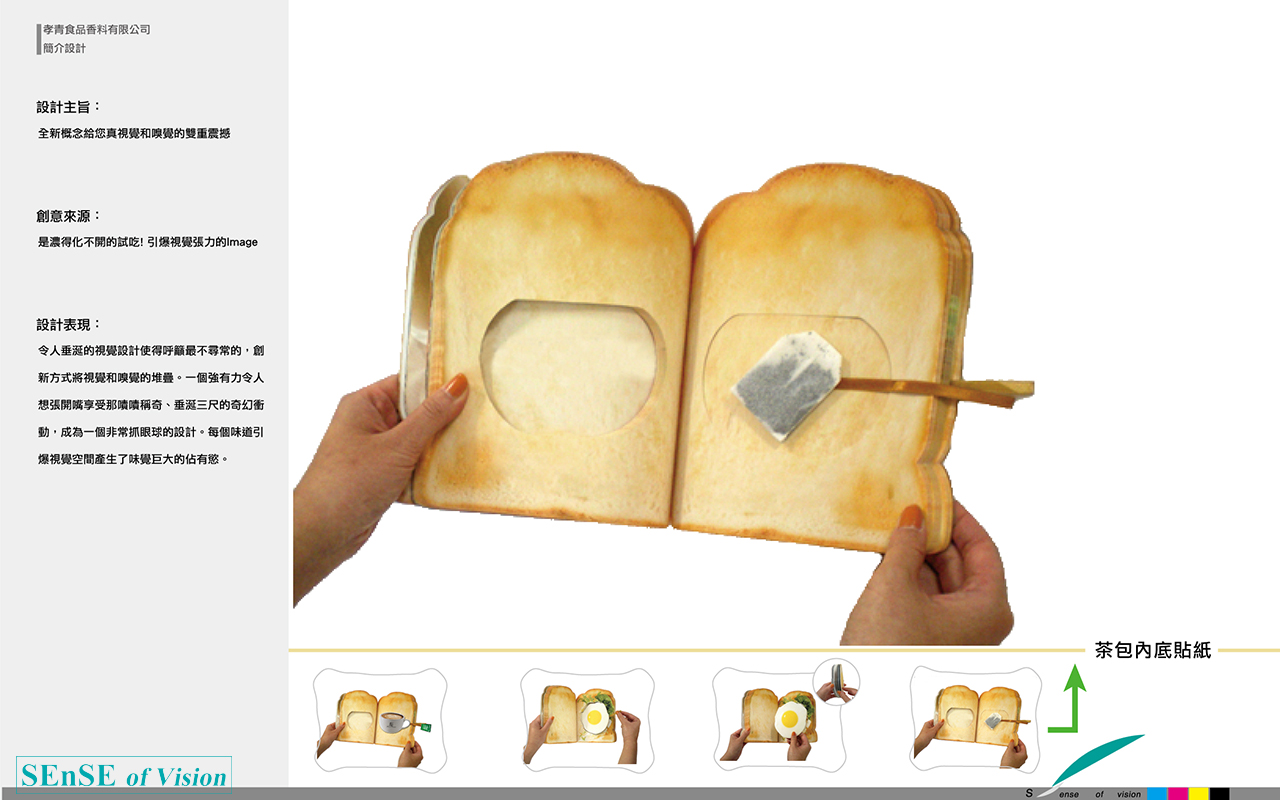 孝青食品香料有限公司
簡介設計
設計主旨：
全新概念給您真視覺和嗅覺的雙重震撼
創意來源：
是濃得化不開的試吃! 引爆視覺張力的Image
設計表現：
令人垂涎的視覺設計使得呼籲最不尋常的，創
新方式將視覺和嗅覺的堆疊。一個強有力令人
想張開嘴享受那嘖嘖稱奇、垂涎三尺的奇幻衝
動，成為一個非常抓眼球的設計。每個味道引
爆視覺空間產生了味覺巨大的佔有慾。
茶包內底貼紙
SEnSE of Vision
Sense of vision